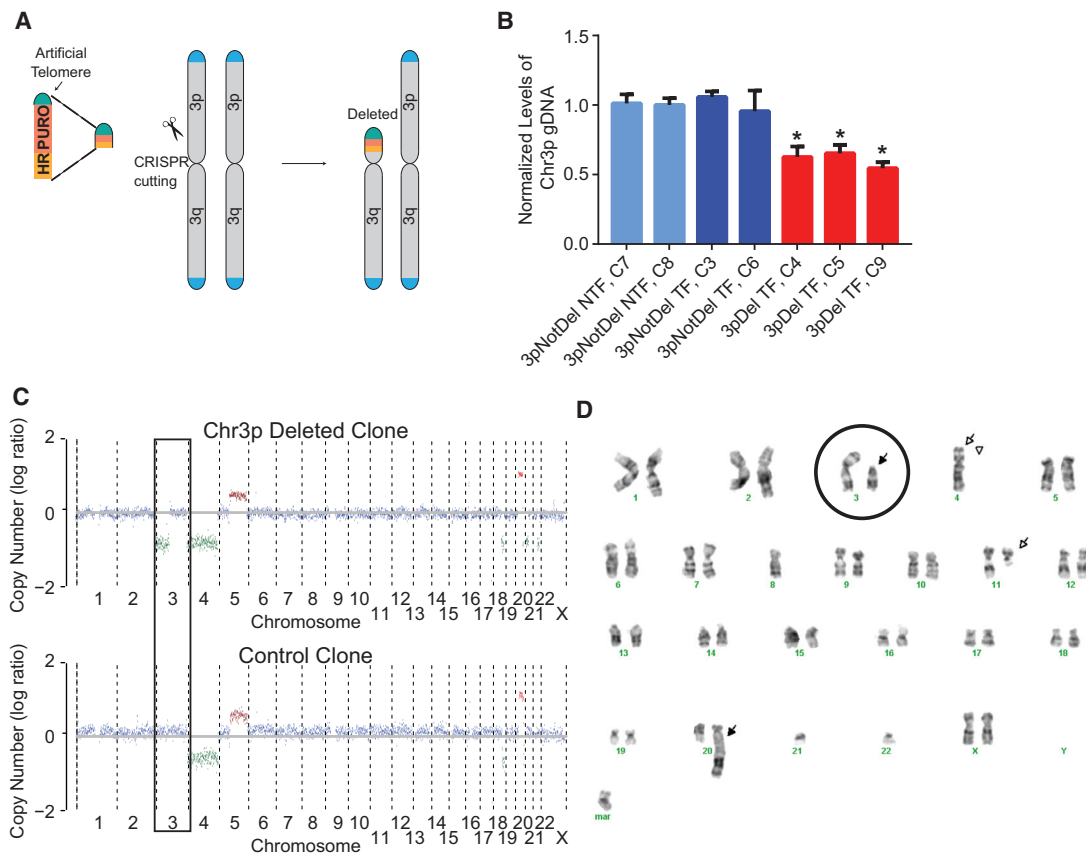 A
Artificial
Telomere
HR PURO
CRISPR
cutting
3p
3p
3q
3q
Deleted
3p
3q
3q
B
Normalized Levels of
Chr3p gDNA
1.5
1.0
0.5
0.0
* * *
3pNotDel NTF, C7
3pNotDel NTF, C8
3pNotDel TF, C3
3pNotDel TF, C6
3pDel TF, C4
3pDel TF, C5
3pDel TF, C9
C
Chr3p Deleted Clone
Copy Number (log ratio)
2
0
−2
1 2 3 4 5 6 7 8 9 10 11 12 13 14 15 16 17 18 19 20 21 22 X
Chromosome
Control Clone
Copy Number (log ratio)
2
0
−2
1 2 3 4 5 6 7 8 9 10 11 12 13 14 15 16 17 18 19 20 21 22 X
Chromosome
D
1 2 3 4 5
6 7 8 9 10 11 12
13 14 15 16 17 18
19 20 21 22 X Y
mar